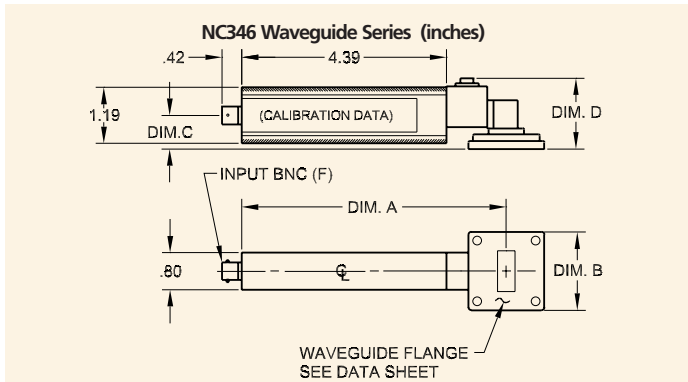 NC346 Waveguide Series (inches)
.42
4.39
1.19
(CALIBRATION DATA)
DIM. D
DIM.C
INPUT BNC (F)
DIM. A
.80
℄
DIM. B
WAVEGUIDE FLANGE
SEE DATA SHEET